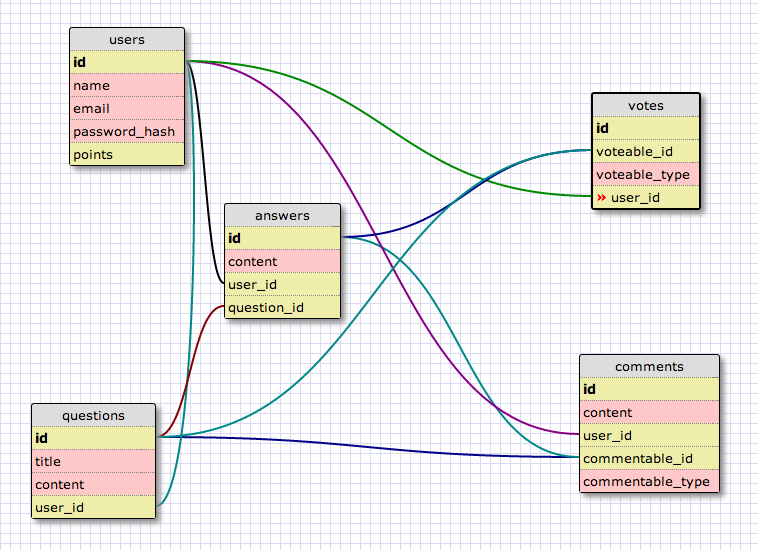 users
id
name
email
password_hash
points
votes
id
voteable_id
voteable_type
» user_id
answers
id
content
user_id
question_id
comments
id
content
user_id
commentable_id
commentable_type
questions
id
title
content
user_id